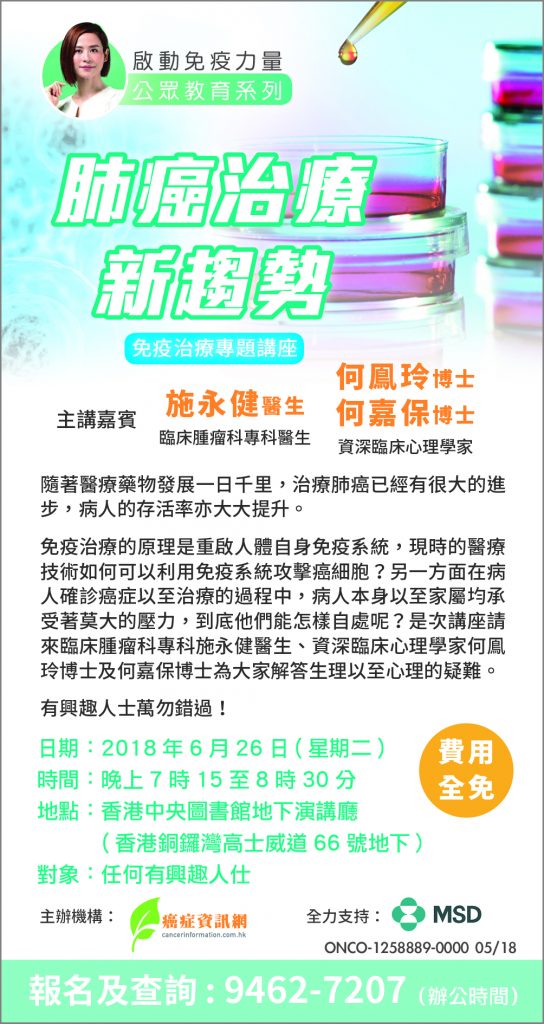 啟動免疫力量
公眾教育系列
肺癌治療
新趨勢
免疫治療專題講座
主講嘉賓
施永健醫生
臨床腫瘤科專科醫生
何鳳玲博士
何嘉保博士
資深臨床心理學家
隨著醫療藥物發展一日千里，治療肺癌已經有很大的進
步，病人的存活率亦大大提升。
免疫治療的原理是重啟人體自身免疫系統，現時的醫療
技術如何可以利用免疫系統攻擊癌細胞？另一方面在病
人確診癌症以至治療的過程中，病人本身以至家屬均承
受著莫大的壓力，到底他們能怎樣自處呢？是次講座請
來臨床腫瘤科專科施永健醫生、資深臨床心理學家何鳳
玲博士及何嘉保博士為大家解答生理以至心理的疑難。
有興趣人士萬勿錯過！
日期：2018 年 6 月 26 日 ( 星期二 )
時間：晚上 7 時 15 至 8 時 30 分
地點：香港中央圖書館地下演講廳
( 香港銅鑼灣高士威道 66 號地下 )
對象：任何有興趣人仕
費用
全免
主辦機構：
癌症資訊網
cancerinformation.com.hk
全力支持：
MSD
ONCO-1258889-0000 05/18
報名及查詢 : 9462-7207 (辦公時間)